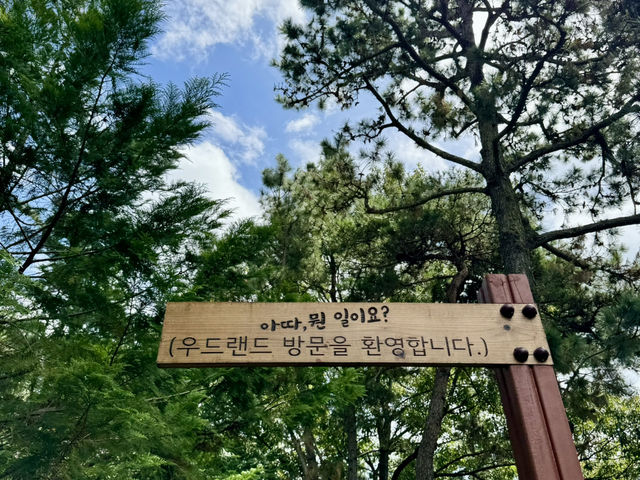 아따, 뭔 일이요?
(우드랜드 방문을 환영합니다.)